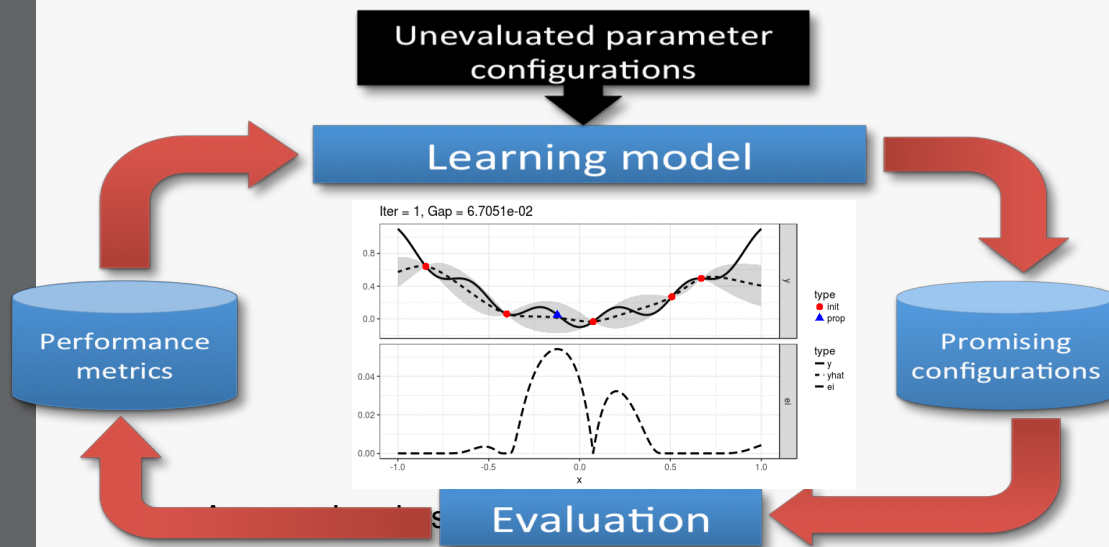 Unevaluated parameter
configurations
Learning model
Iter = 1, Gap = 6.7051e-02
0.8
0.4
0.0
y
type
init
prop
Performance
metrics
Promising
configurations
type
y
yhat
ei
0.04
0.02
0.00
ei
-1.0 -0.5 0.0 0.5 1.0
x
Evaluation